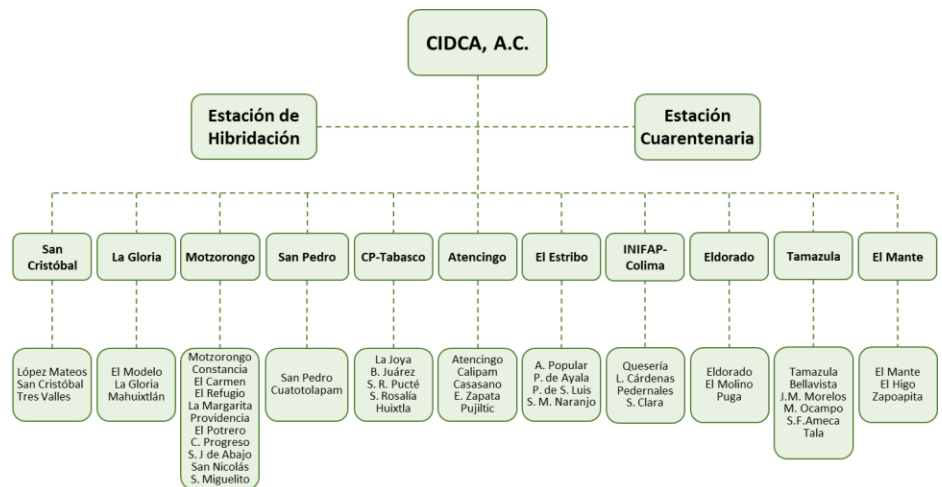 CIDCA, A.C.
Estación de
Hibridación
Estación
Cuarentenaria
San
Cristóbal
La Gloria
Motzorongo
San Pedro
CP-Tabasco
Atencingo
El Estribo
INIFAP-
Colima
Eldorado
Tamazula
El Mante
López Mateos
San Cristóbal
Tres Valles
El Modelo
La Gloria
Mahuixtlán
Motzorongo
Constancia
El Carmen
El Refugio
La Margarita
Providencia
El Potrero
C. Progreso
S. J de Abajo
San Nicolás
S. Miguelito
San Pedro
Cuatotolapam
La Joya
B. Juárez
S. R. Pucté
S. Rosalía
Huixtla
Atencingo
Calipam
Casasano
E. Zapata
Pujiltic
A. Popular
P. de Ayala
P. de S. Luis
S. M. Naranjo
Quesería
L. Cárdenas
Pedernales
S. Clara
Eldorado
El Molino
Puga
Tamazula
Bellavista
J.M. Morelos
M. Ocampo
S.F.Ameca
Tala
El Mante
El Higo
Zapoapita